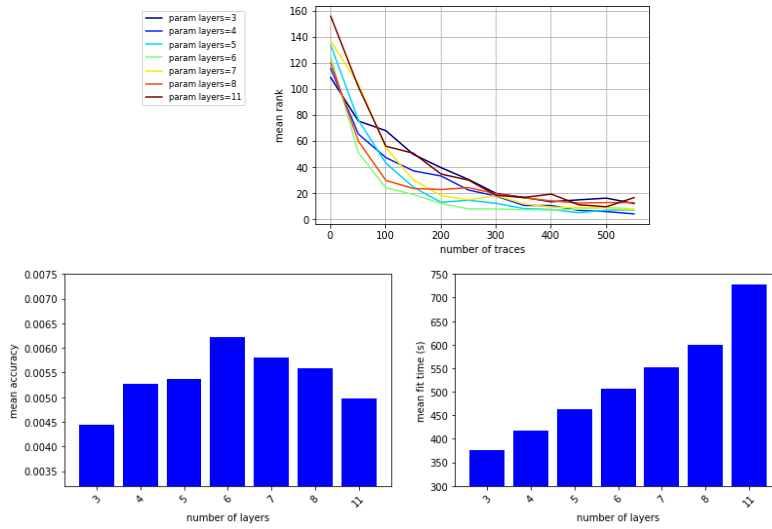 param layers=3
param layers=4
param layers=5
param layers=6
param layers=7
param layers=8
param layers=11
mean rank
160
140
120
100
80
60
40
20
0
0 100 200 300 400 500
number of traces
mean accuracy
0.0075
0.0070
0.0065
0.0060
0.0055
0.0050
0.0045
0.0040
0.0035
3 4 5 6 7 8 11
number of layers
mean fit time (s)
750
700
650
600
550
500
450
400
350
300
3 4 5 6 7 8 11
number of layers